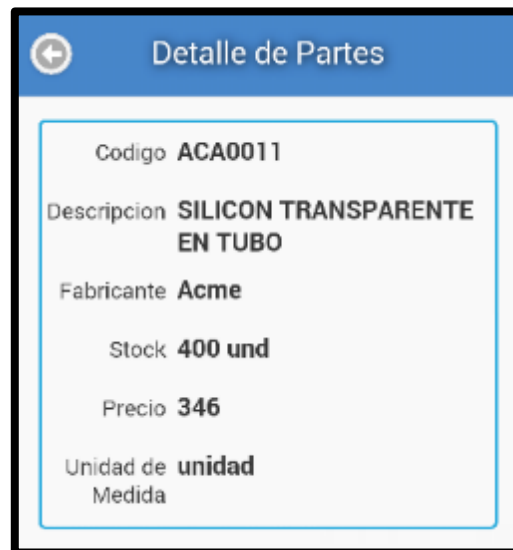 Detalle de Partes
Codigo ACA0011
Descripcion SILICON TRANSPARENTE
EN TUBO
Fabricante Acme
Stock 400 und
Precio 346
Unidad de unidad
Medida